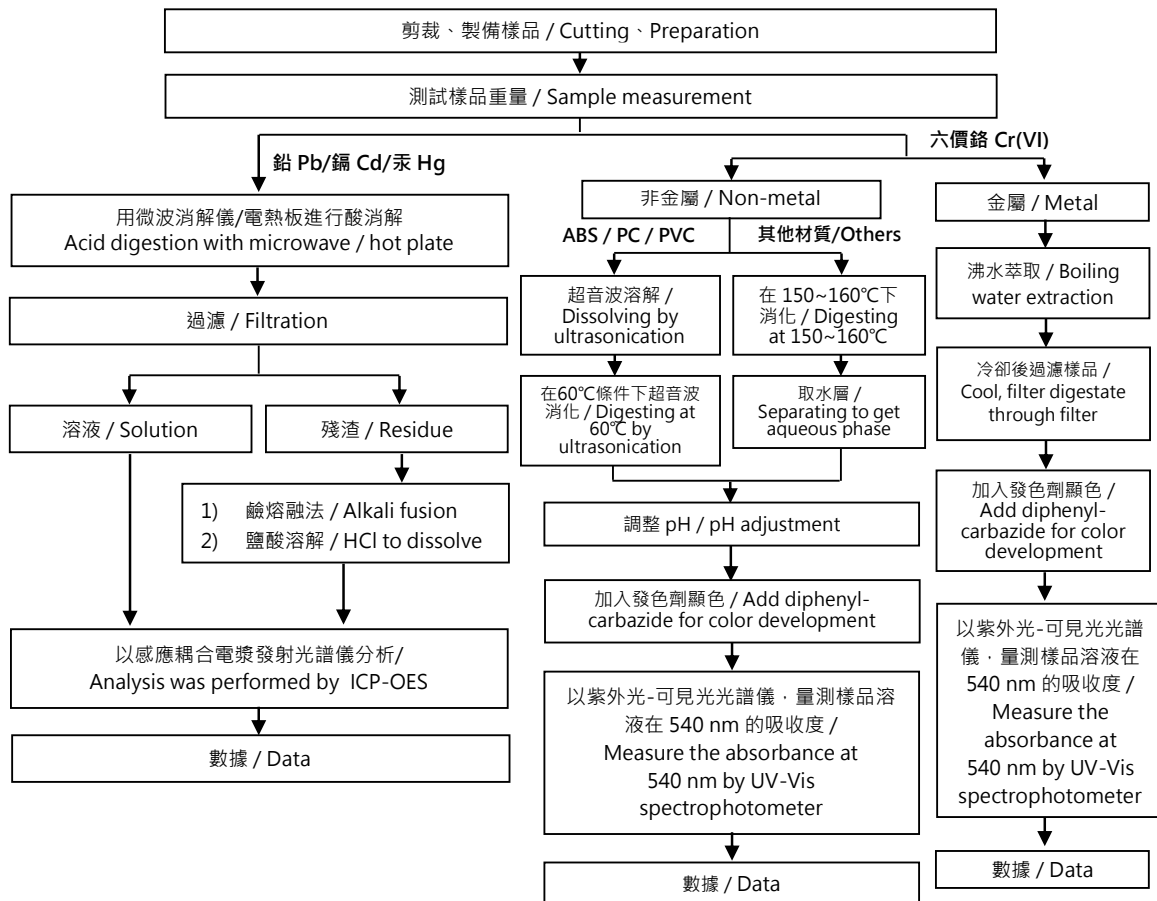 剪裁、製備樣品 / Cutting、Preparation
測試樣品重量 / Sample measurement
鉛 Pb/鎘 Cd/汞 Hg
六價鉻 Cr(VI)
用微波消解儀/電熱板進行酸消解
Acid digestion with microwave / hot plate
過濾 / Filtration
溶液 / Solution
殘渣 / Residue
1) 鹼熔融法 / Alkali fusion
2) 鹽酸溶解 / HCl to dissolve
以感應耦合電漿發射光譜儀分析/
Analysis was performed by ICP-OES
數據 / Data
非金屬 / Non-metal
ABS / PC / PVC
其他材質/Others
超音波溶解 /
Dissolving by
ultrasonication
在60℃條件下超音波
消化 / Digesting at
60℃ by
ultrasonication
在 150~160℃下
消化 / Digesting
at 150~160℃
取水層 /
Separating to get
aqueous phase
調整 pH / pH adjustment
加入發色劑顯色 / Add diphenyl-
carbazide for color development
以紫外光-可見光光譜儀，量測樣品溶
液在 540 nm 的吸收度 /
Measure the absorbance at
540 nm by UV-Vis
spectrophotometer
數據 / Data
金屬 / Metal
沸水萃取 / Boiling
water extraction
冷卻後過濾樣品 /
Cool, filter digestate
through filter
加入發色劑顯色 /
Add diphenyl-
carbazide for color
development
以紫外光-可見光光譜
儀，量測樣品溶液在
540 nm 的吸收度 /
Measure the
absorbance at
540 nm by UV-Vis
spectrophotometer
數據 / Data